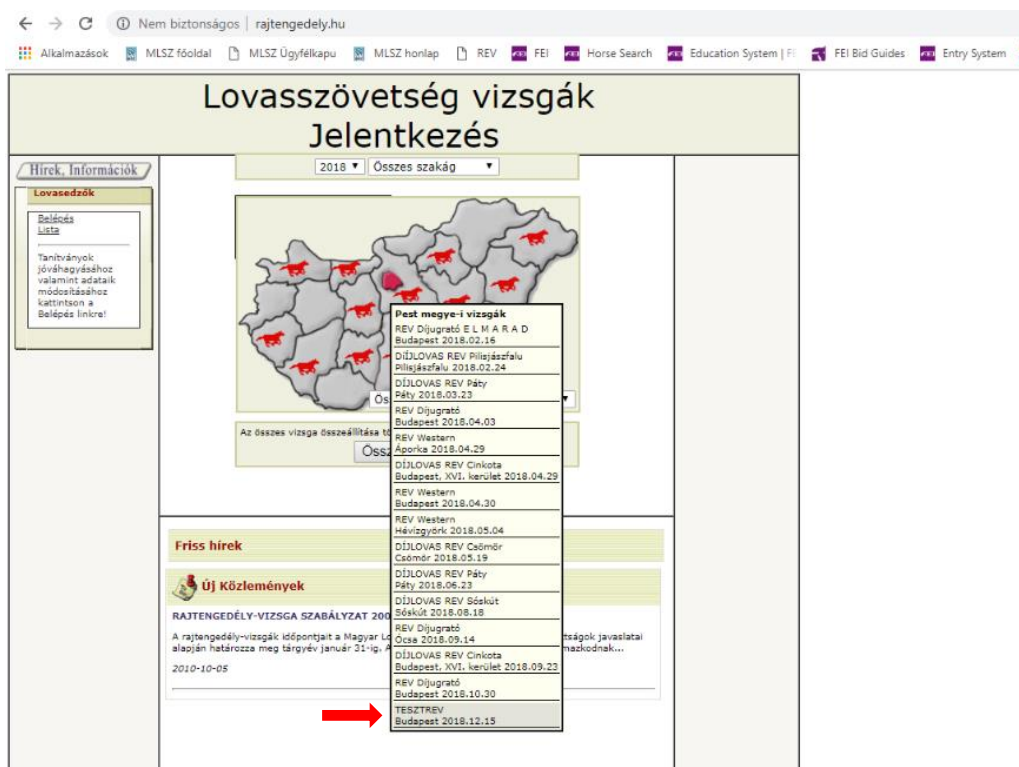 Nem biztonságos | rajtengedely.hu
Alkalmazások MLSZ főoldal MLSZ Ügyfélkapu MLSZ honlap REV FEI Horse Search Education System | FEI Bid Guides Entry System
Lovasszövetség vizsgák
Jelentkezés
Hírek, Információk
2018 Összes szakág
Lovasedzők
Belépés
Lista
Tanítványok
jóváhagyásához
valamint adataik
módosításához
kattintson a
Belépés linkre!
Pest megye-i vizsgák
REV Díjugrató E L M A R A D
Budapest 2018.02.16
DÍJLOVAS REV Pilisjászfalu
Pilisjászfalu 2018.02.24
DÍJLOVAS REV Páty
Páty 2018.03.23
REV Díjugrató
Budapest 2018.04.03
REV Western
Áporka 2018.04.29
DÍJLOVAS REV Cinkota
Budapest, XVI. kerület 2018.04.29
REV Western
Budapest 2018.04.30
REV Western
Hévízgyörk 2018.05.04
DÍJLOVAS REV Csömör
Csömör 2018.05.19
DÍJLOVAS REV Páty
Páty 2018.06.23
DÍJLOVAS REV Sóskút
Sóskút 2018.08.18
REV Díjugrató
Ócsa 2018.09.14
DÍJLOVAS REV Cinkota
Budapest, XVI. kerület 2018.09.23
REV Díjugrató
Budapest 2018.10.30
TESZTREV
Budapest 2018.12.15
Az összes vizsga összeállítása
Friss hírek
Új Közlemények
RAJTENGEDÉLY-VIZSGA SZABÁLYZAT 200
A rajtengedély-vizsgák időpontjait a Magyar ttságok javaslatai
alapján határozza meg tárgyév január 31-ig. A mazkodnak...
2010-10-05